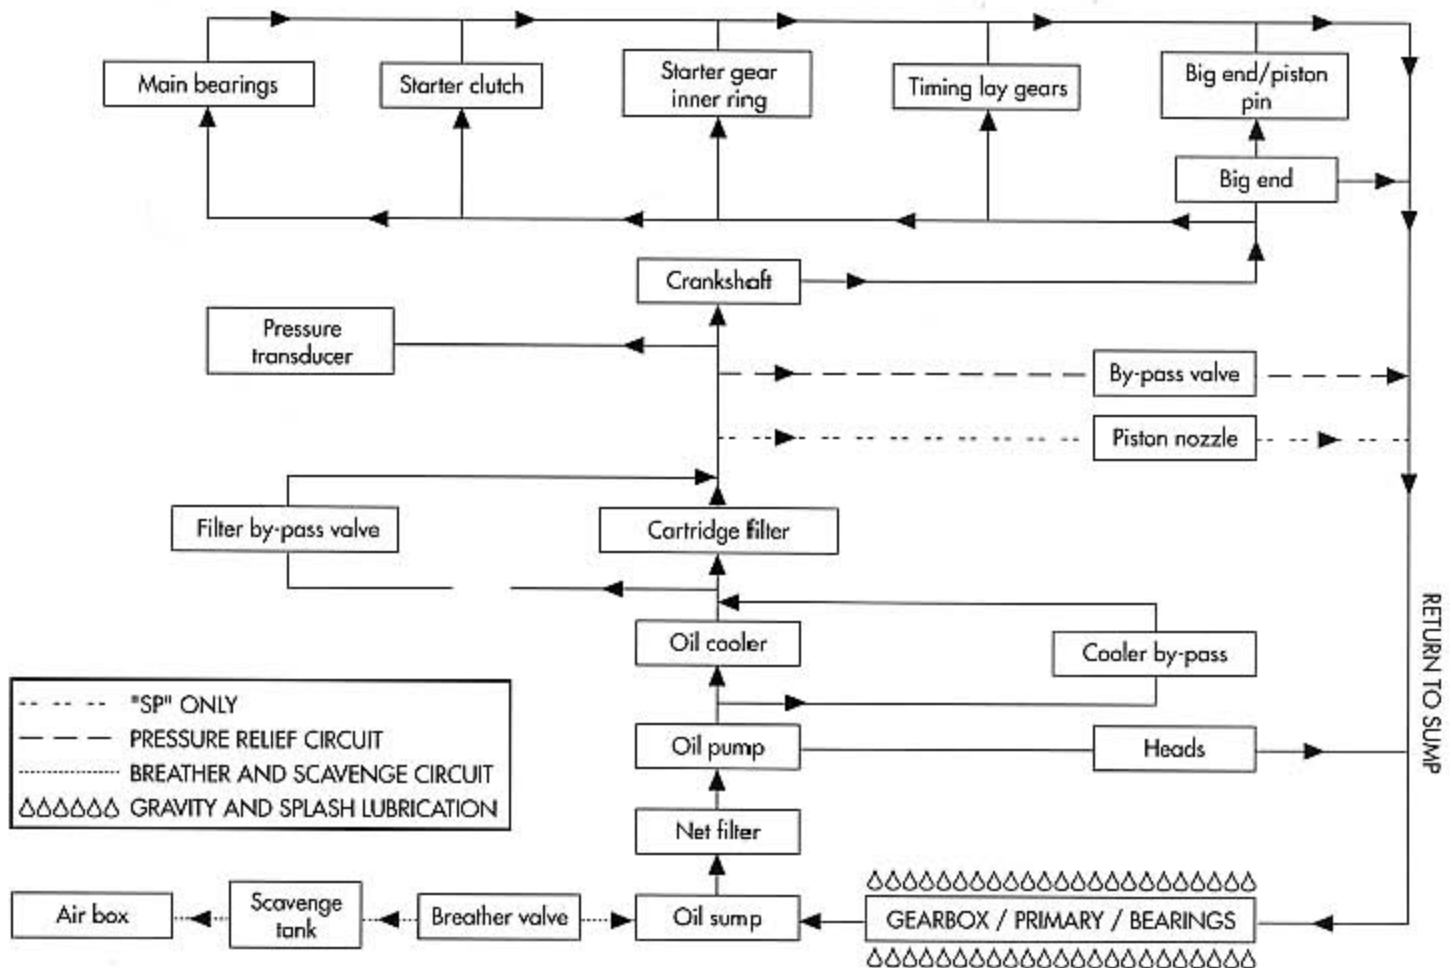 Main bearings
Starter clutch
Starter gear
inner ring
Timing lay gears
Big end/piston
pin
Big end
Crankshaft
Pressure
transducer
By-pass valve
Piston nozzle
Filter by-pass valve
Cartridge filter
Oil cooler
Cooler by-pass
RETURN TO SUMP
"SP" ONLY
PRESSURE RELIEF CIRCUIT
BREATHER AND SCAVENGE CIRCUIT
GRAVITY AND SPLASH LUBRICATION
Oil pump
Heads
Net filter
Air box
Scavenge
tank
Breather valve
Oil sump
GEARBOX / PRIMARY / BEARINGS